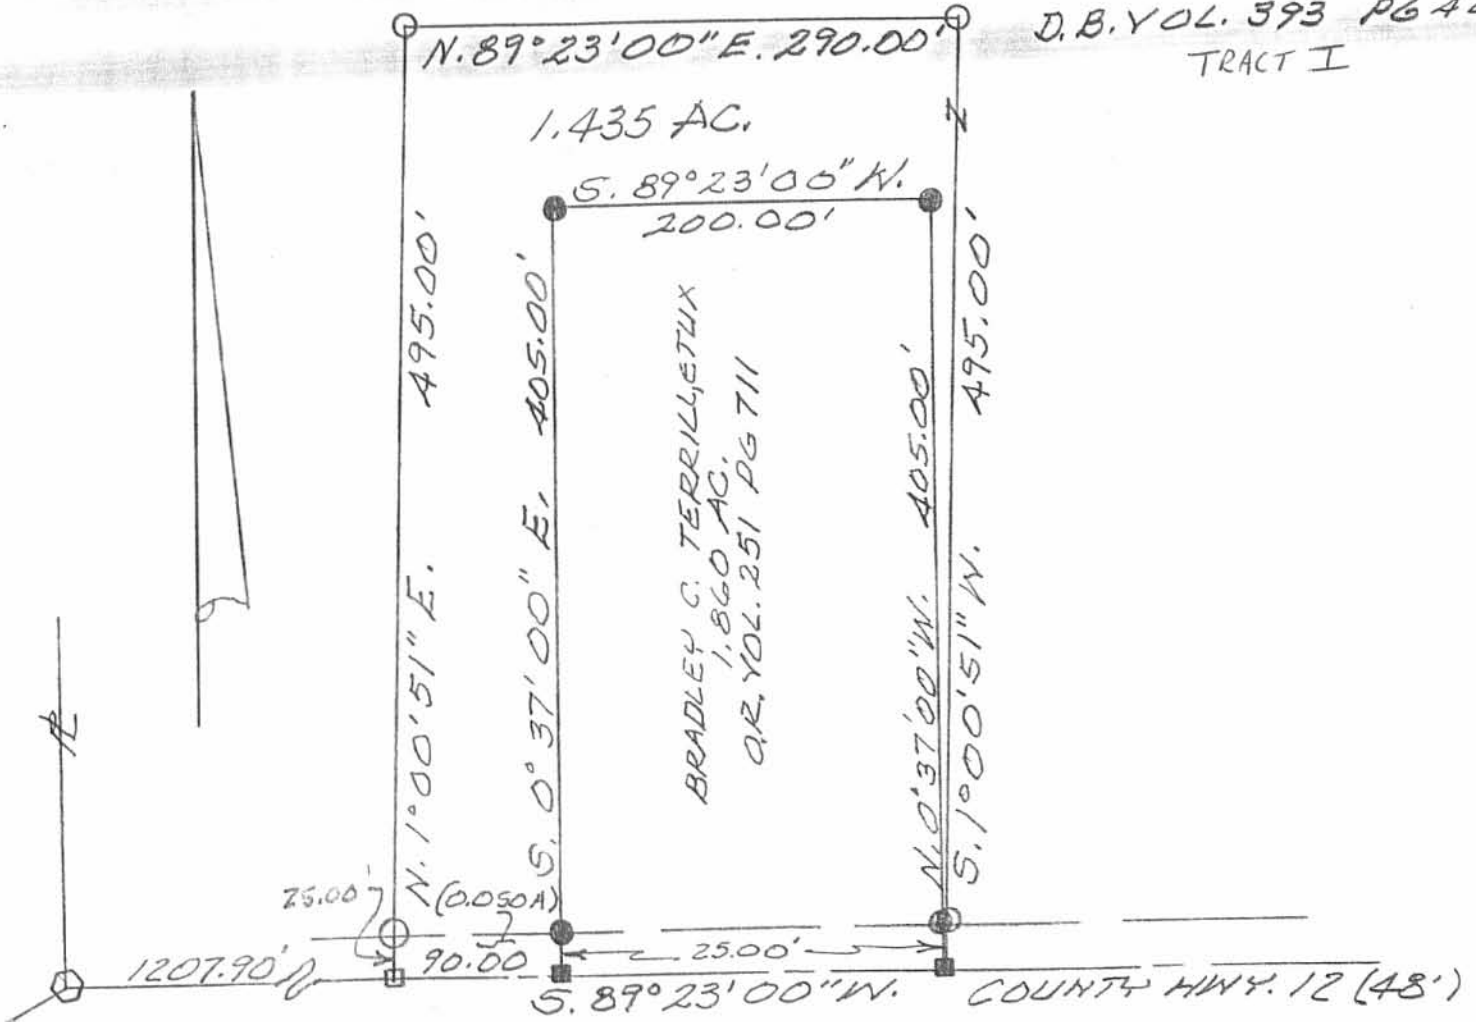 D.B. VOL. 393 PG
TRACT I
N. 89° 23' 00" E. 290.00'
1.435 AC.
S. 89° 23' 00" W.
200.00'
N. 1° 00' 51" E. 495.00'
S. 0° 37' 00" E. 405.00'
BRADLEY C. TERRILL, ETUX
1.860 AC.
O.R. VOL. 251 PG 711
N. 0° 37' 00" W. 405.00'
S. 1° 00' 51" W. 495.00'
25.00'
(0.050A)
1207.90'
90.00
25.00'
S. 89° 23' 00" W.
COUNTY HWY. 12 (48')